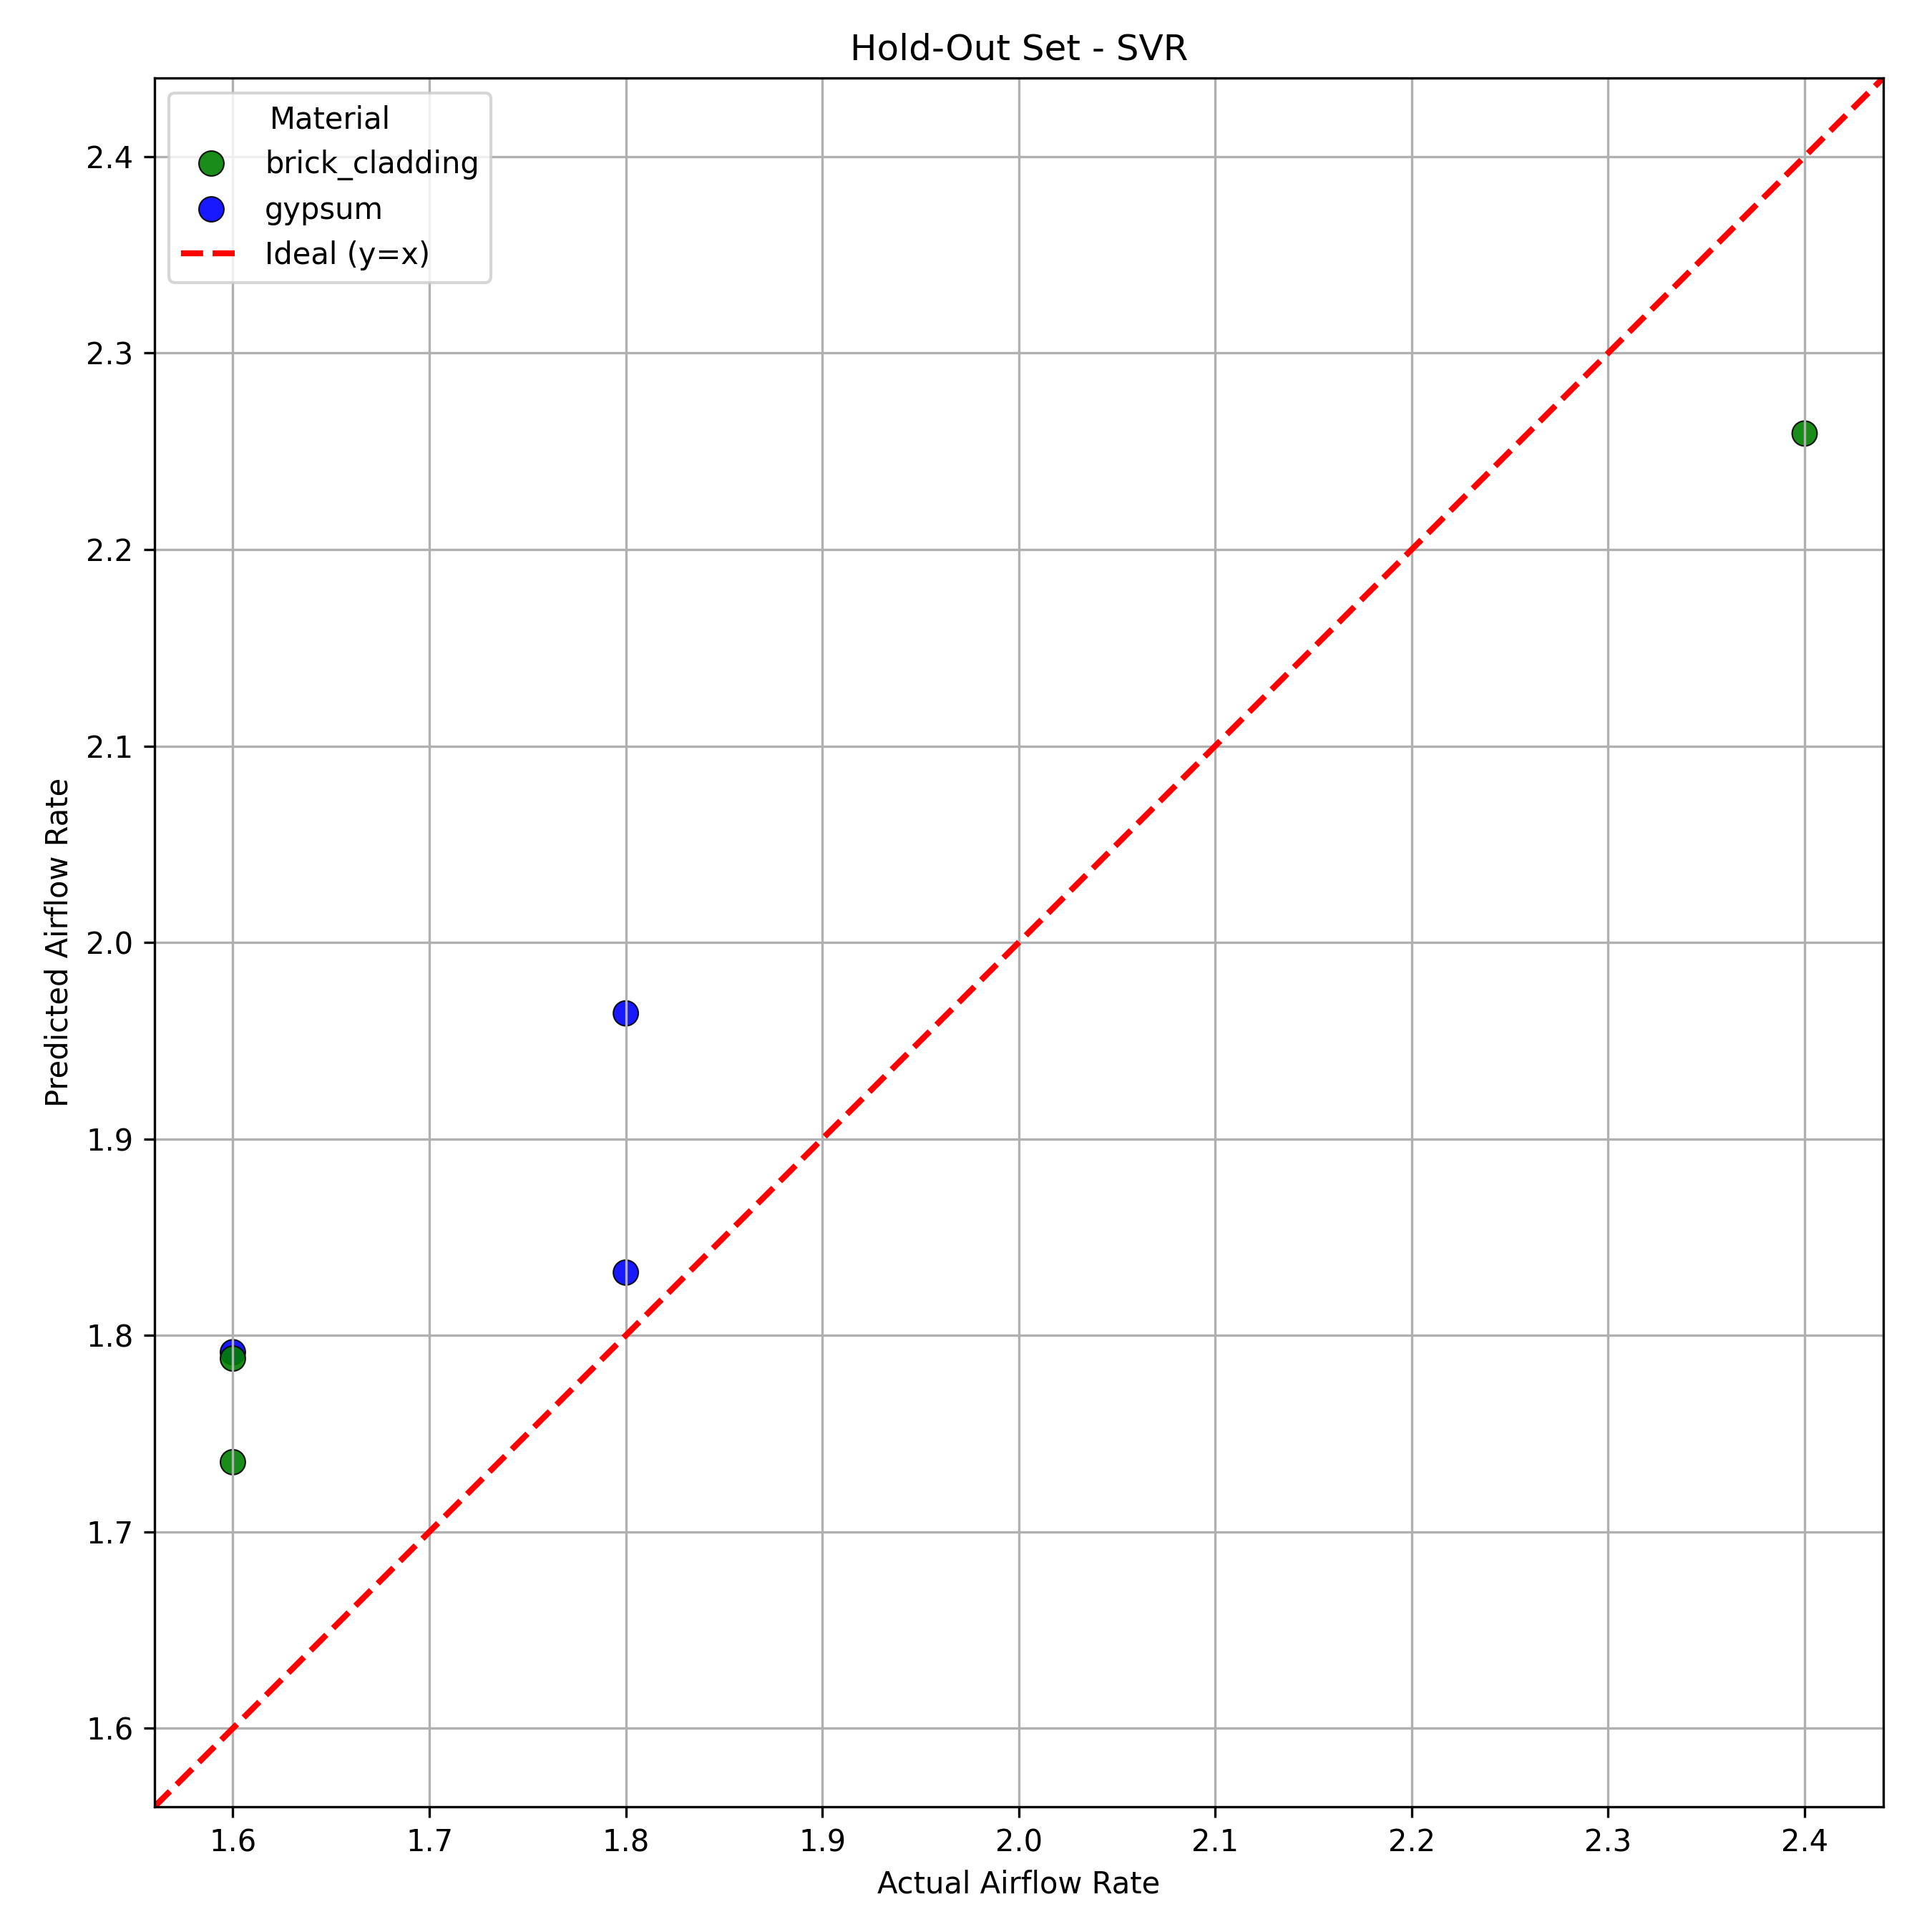 Hold-Out Set - SVR
Material
brick_cladding
gypsum
Ideal (y=x)
2.4
2.3
2.2
2.1
2.0
1.9
1.8
1.7
1.6
Predicted Airflow Rate
1.6 1.7 1.8 1.9 2.0 2.1 2.2 2.3 2.4
Actual Airflow Rate